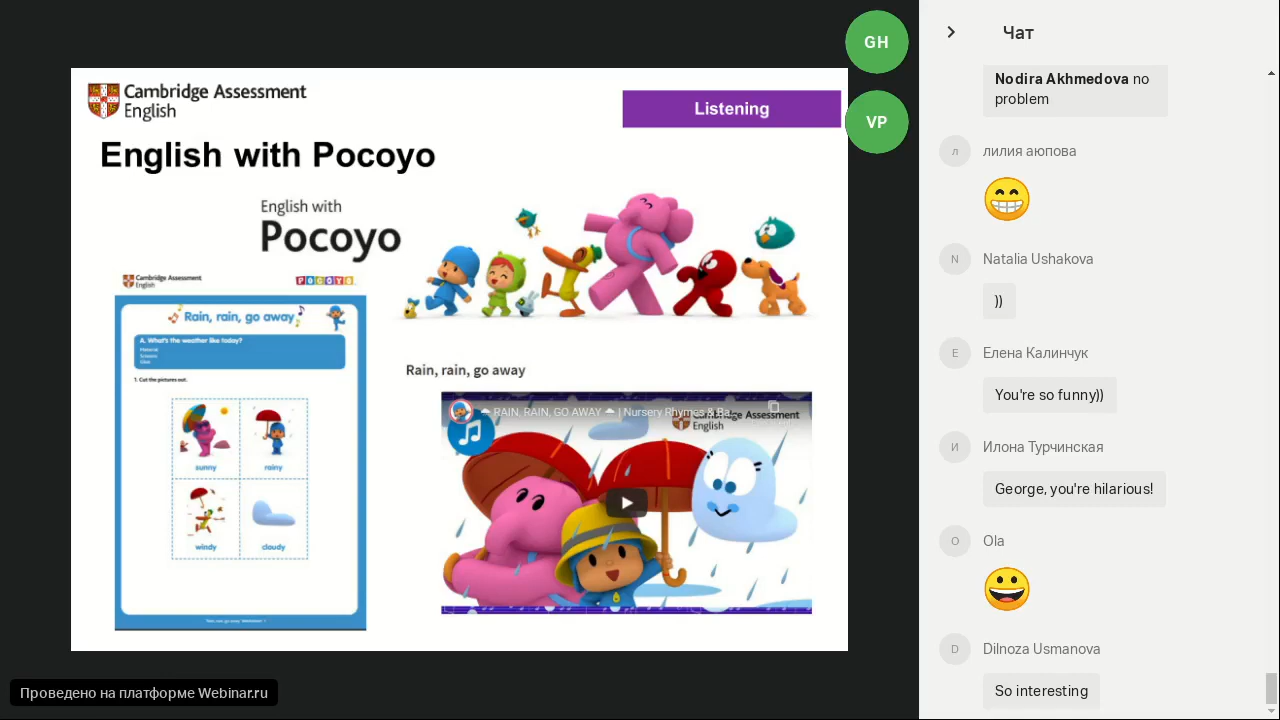 Cambridge Assessment
English
Listening
English with Pocoyo
English with
Pocoyo
Cambridge Assessment
English
POCOYO
Rain, rain, go away
A. What's the weather like today?
1. Cut the pictures out.
sunny
rainy
windy
cloudy
Rain, rain, go away
RAIN, RAIN, GO AWAY | Nursery Rhymes & Ba
Cambridge Assessment
English
GH
VP
Проведено на платформе Webinar.ru
Чат
Nodira Akhmedova no
problem
л
лилия аюпова
N
Natalia Ushakova
))
Е
Елена Калинчук
You're so funny))
И
Илона Турчинская
George, you're hilarious!
O
Ola
D
Dilnoza Usmanova
So interesting